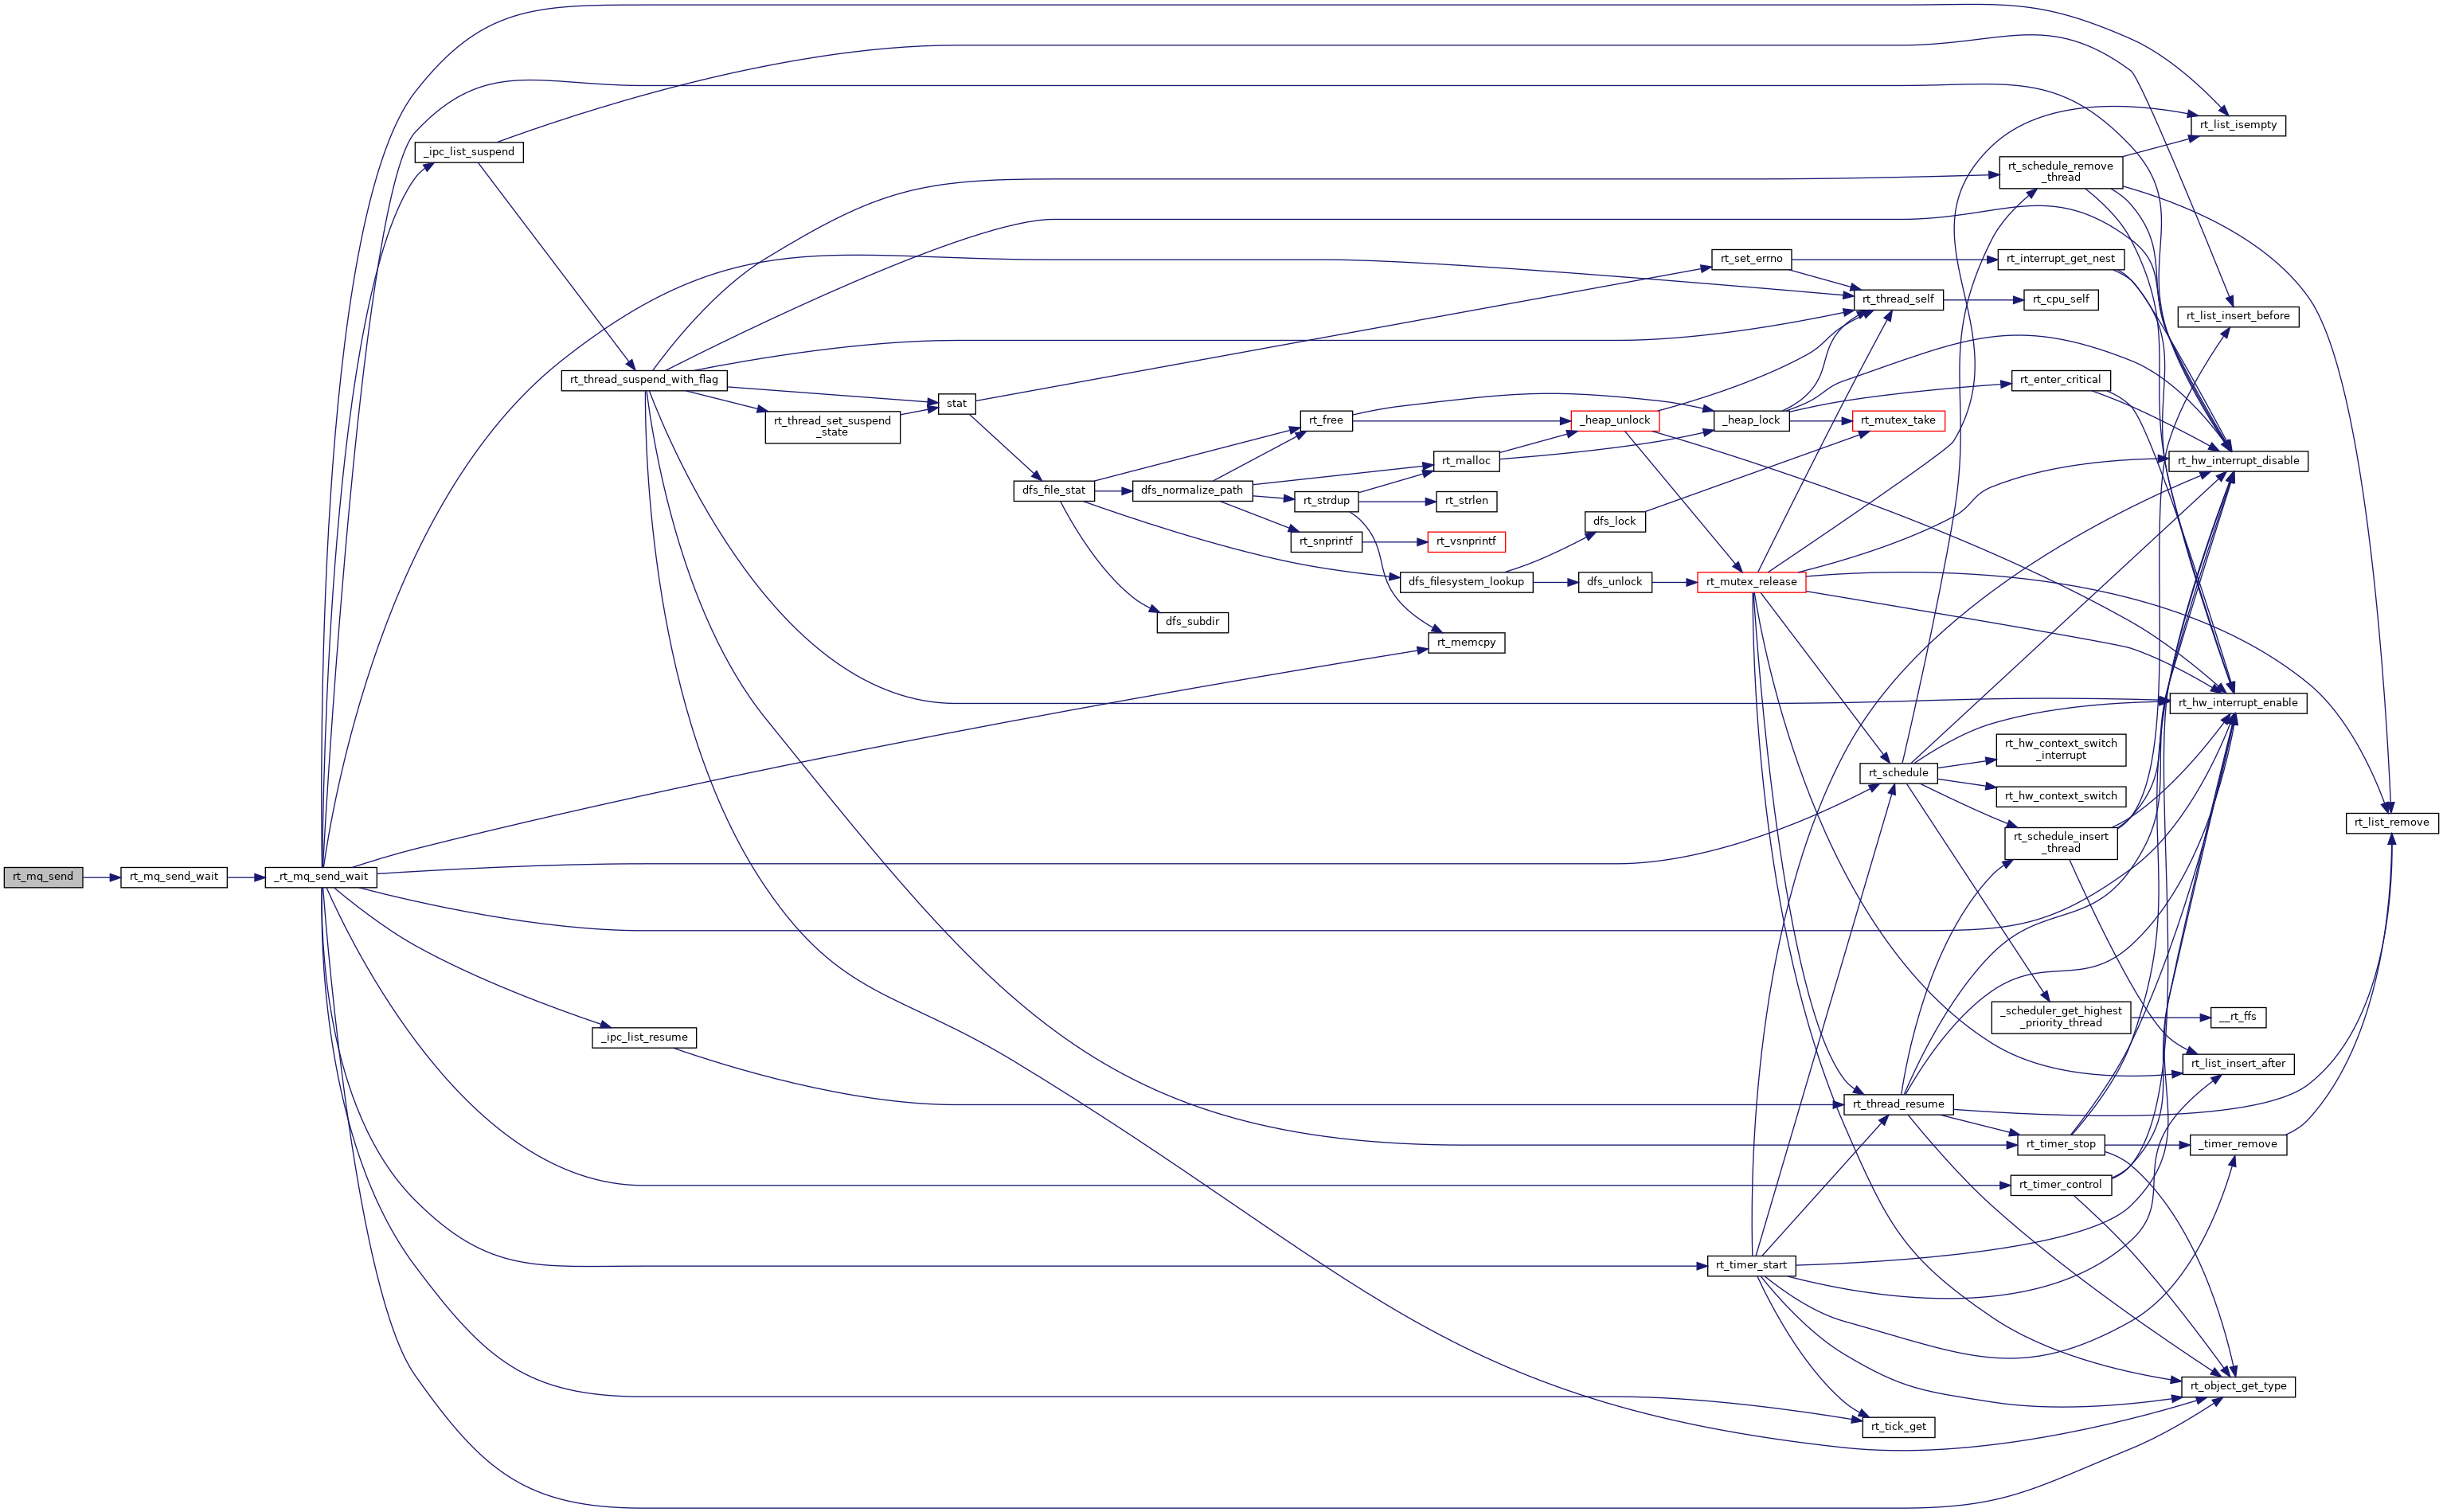 rt_mq_send
rt_mq_send_wait
_rt_mq_send_wait
_ipc_list_suspend
_ipc_list_resume
rt_thread_suspend_with_flag
rt_thread_set_suspend
_state
stat
dfs_file_stat
dfs_normalize_path
dfs_subdir
rt_free
rt_strdup
rt_snprintf
rt_malloc
rt_strlen
rt_vsnprintf
dfs_filesystem_lookup
rt_memcpy
_heap_unlock
dfs_lock
dfs_unlock
rt_set_errno
_heap_lock
rt_mutex_release
rt_timer_start
rt_thread_self
rt_mutex_take
rt_schedule
rt_thread_resume
rt_tick_get
rt_schedule_remove
_thread
rt_interrupt_get_nest
rt_cpu_self
rt_enter_critical
rt_hw_context_switch
_interrupt
rt_hw_context_switch
rt_schedule_insert
_thread
_scheduler_get_highest
_priority_thread
rt_timer_stop
rt_timer_control
rt_list_isempty
rt_list_insert_before
rt_hw_interrupt_disable
rt_hw_interrupt_enable
__rt_ffs
rt_list_insert_after
_timer_remove
rt_object_get_type
rt_list_remove